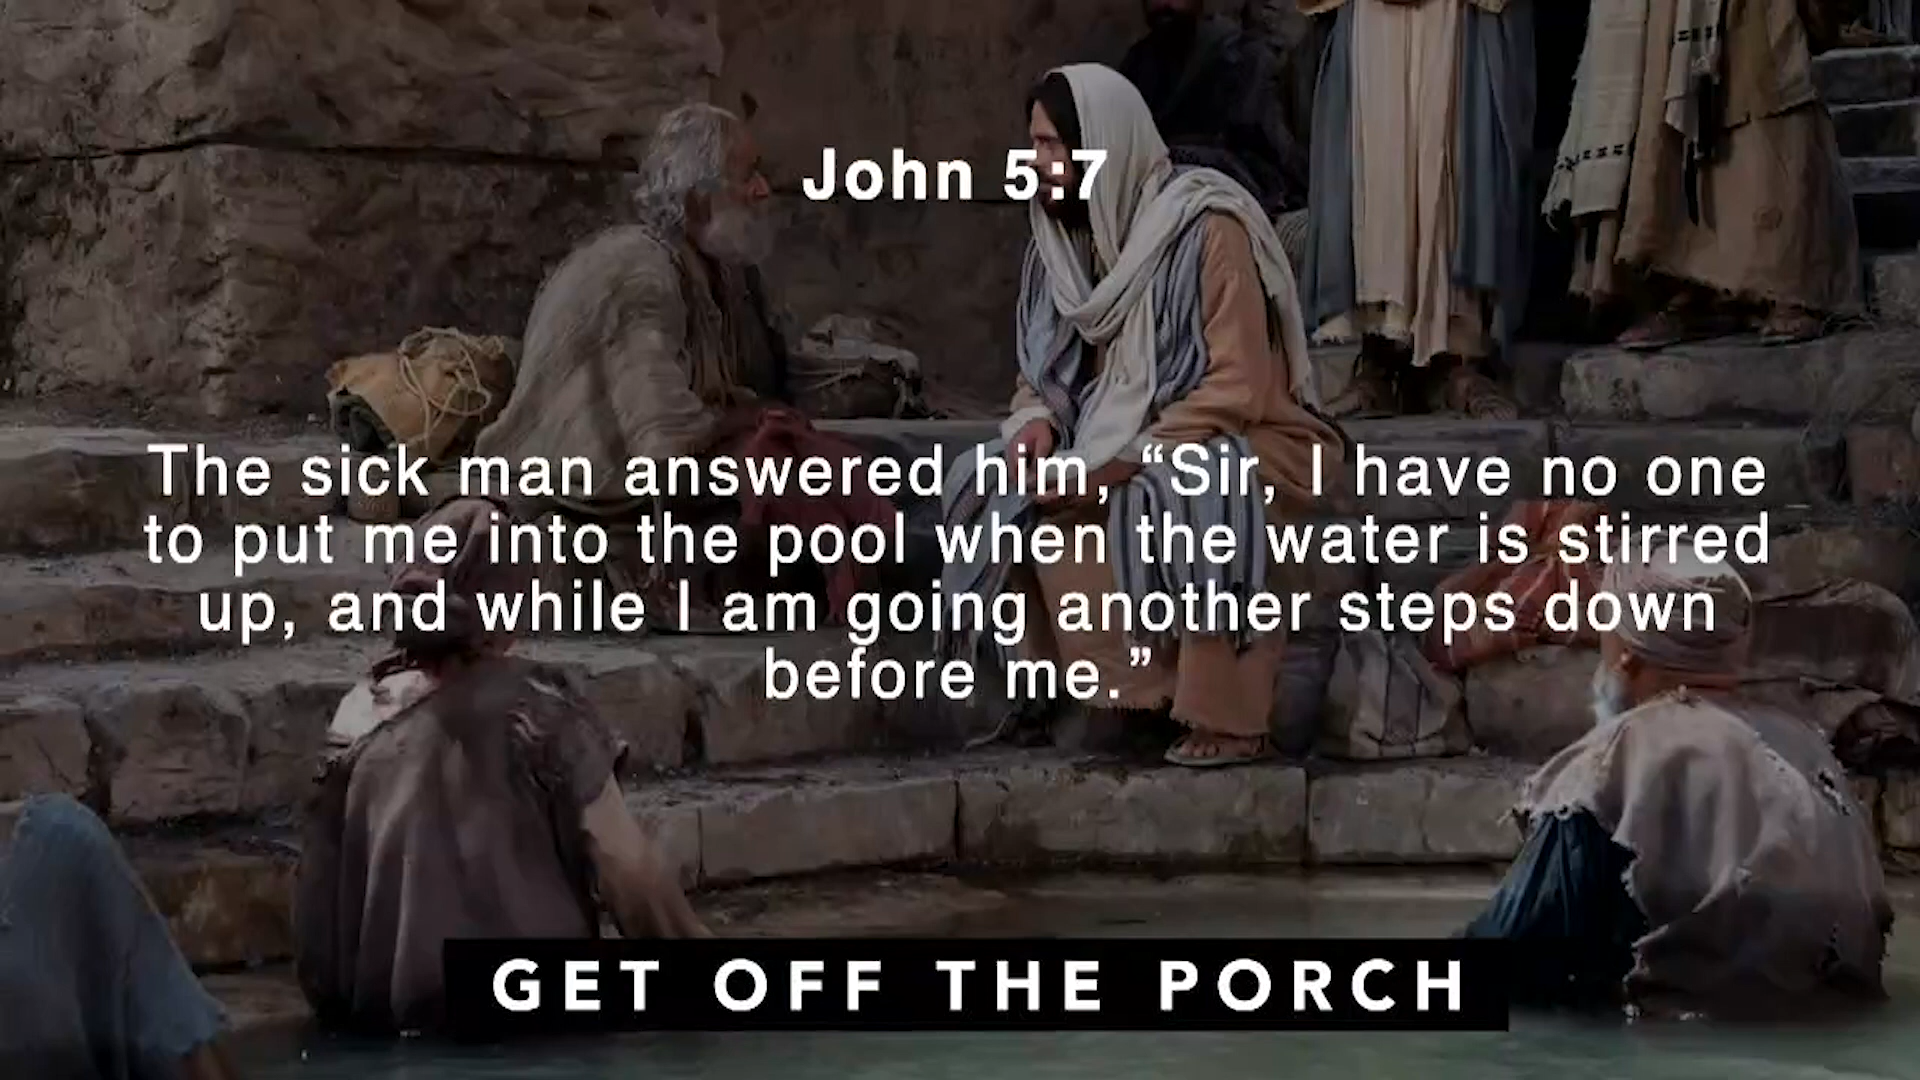 John 5:7
The sick man answered him, “Sir, I have no one
to put me into the pool when the water is stirred
up, and while I am going another steps down
before me.”
GET OFF THE PORCH